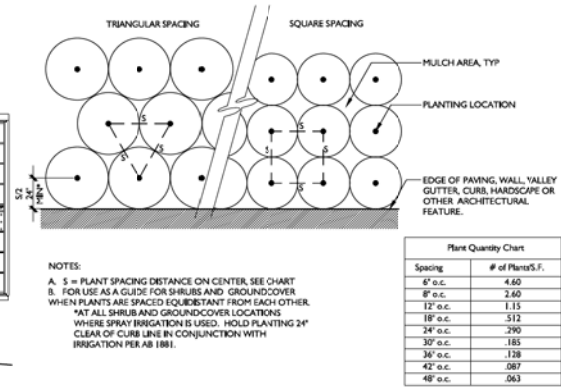 TRIANGULAR SPACING
SQUARE SPACING
MULCH AREA, TYP
PLANTING LOCATION
EDGE OF PAVING, WALL, VALLEY
GUTTER, CURB, HARDSCAPE OR
OTHER ARCHITECTURAL
FEATURE.
S
S
S
S
S
S
S
S/2
24"
MIN*
NOTES:
A. S = PLANT SPACING DISTANCE ON CENTER, SEE CHART
B. FOR USE AS A GUIDE FOR SHRUBS AND GROUNDCOVER
WHEN PLANTS ARE SPACED EQUIDISTANT FROM EACH OTHER.
*AT ALL SHRUB AND GROUNDCOVER LOCATIONS
WHERE SPRAY IRRIGATION IS USED. HOLD PLANTING 24"
CLEAR OF CURB LINE IN CONJUNCTION WITH
IRRIGATION PER AB 1881.
Plant Quantity Chart
Spacing # of Plants/S.F.
6" o.c. 4.60
8" o.c. 2.60
12" o.c. 1.15
18" o.c. .512
24" o.c. .290
30" o.c. .185
36" o.c. .128
42" o.c. .087
48" o.c. .063